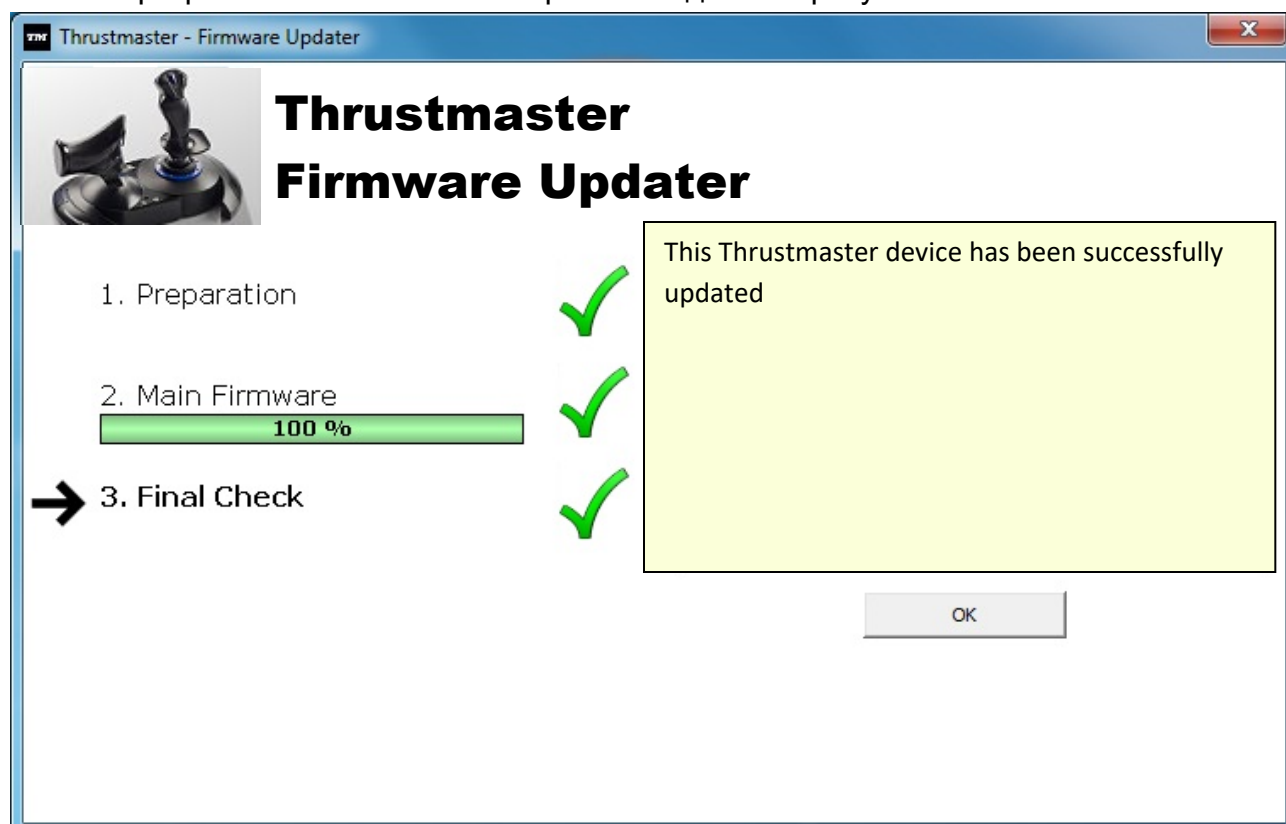 Thrustmaster - Firmware Updater
Thrustmaster
Firmware Updater
This Thrustmaster device has been successfully
updated
1. Preparation
2. Main Firmware
100 %
3. Final Check
OK